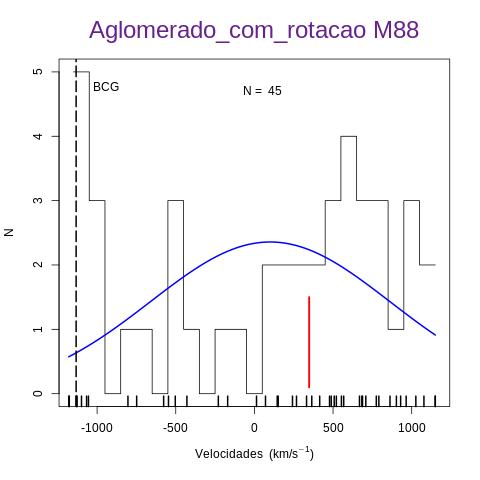 Aglomerado_com_rotacao M88
5
BCG
N = 45
4
3
N
2
1
0
-1000 -500 0 500 1000
Velocidades (km/s⁻¹)